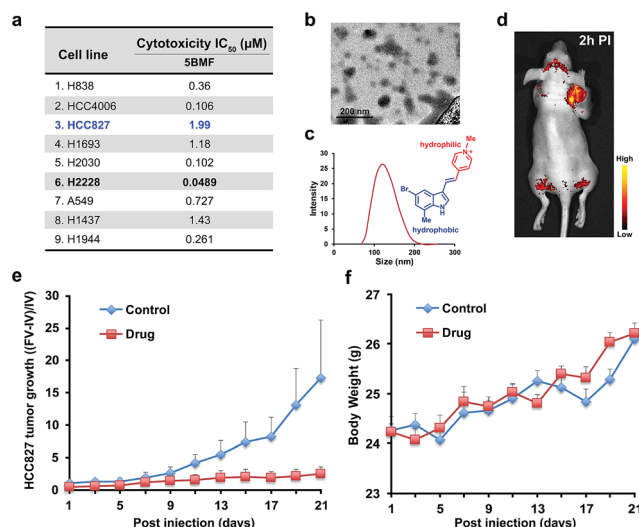 a
Cell line
Cytotoxicity IC50 (µM)
5BMF
1. H838 0.36
2. HCC4006 0.106
3. HCC827 1.99
4. H1693 1.18
5. H2030 0.102
6. H2228 0.0489
7. A549 0.727
8. H1437 1.43
9. H1944 0.261
b
200 nm
c
Intensity
30
25
20
15
10
5
0
0 100 200 300
Size (nm)
hydrophilic
Me
N+
Br
N
H
Me
hydrophobic
d
2h PI
High
Low
e
HCC827 tumor growth ((FV-IV)/IV)
30
25
20
15
10
5
0
Control
Drug
1 5 9 13 17 21
Post injection (days)
f
Body Weight (g)
27
26
25
24
23
Control
Drug
1 5 9 13 17 21
Post injection (days)